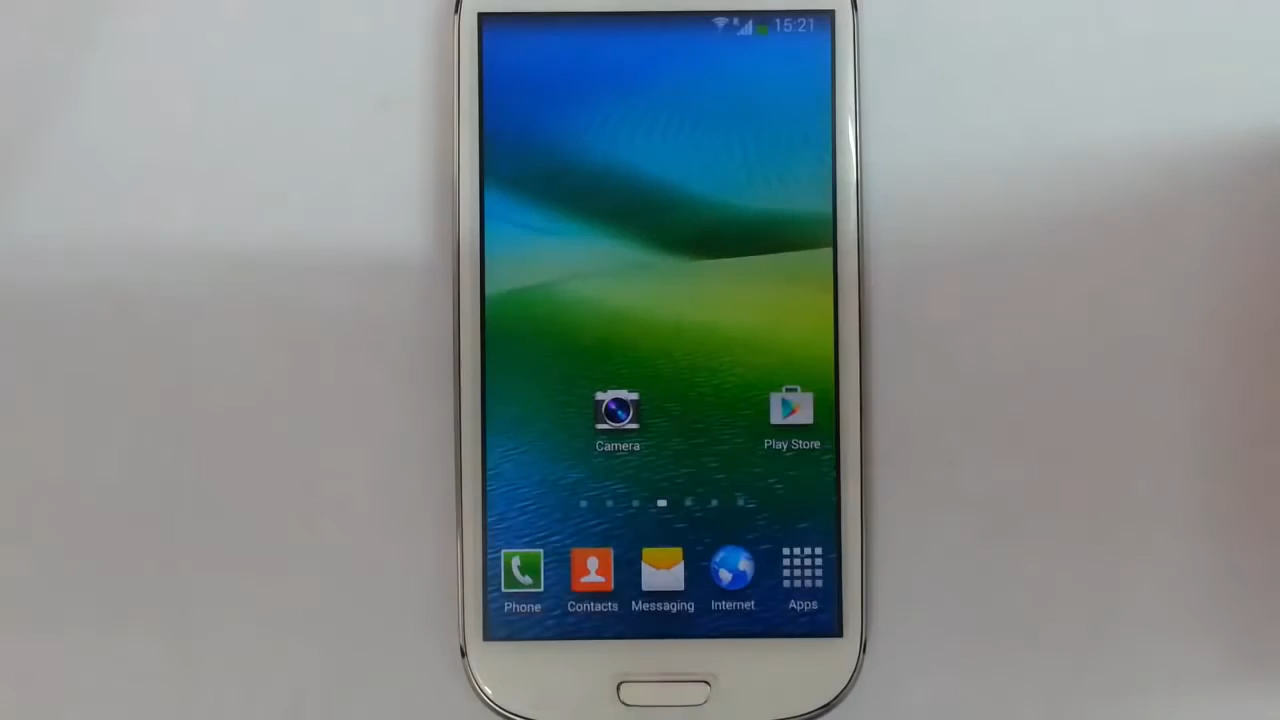 15:21
Camera
Play Store
Phone
Contacts
Messaging
Internet
Apps